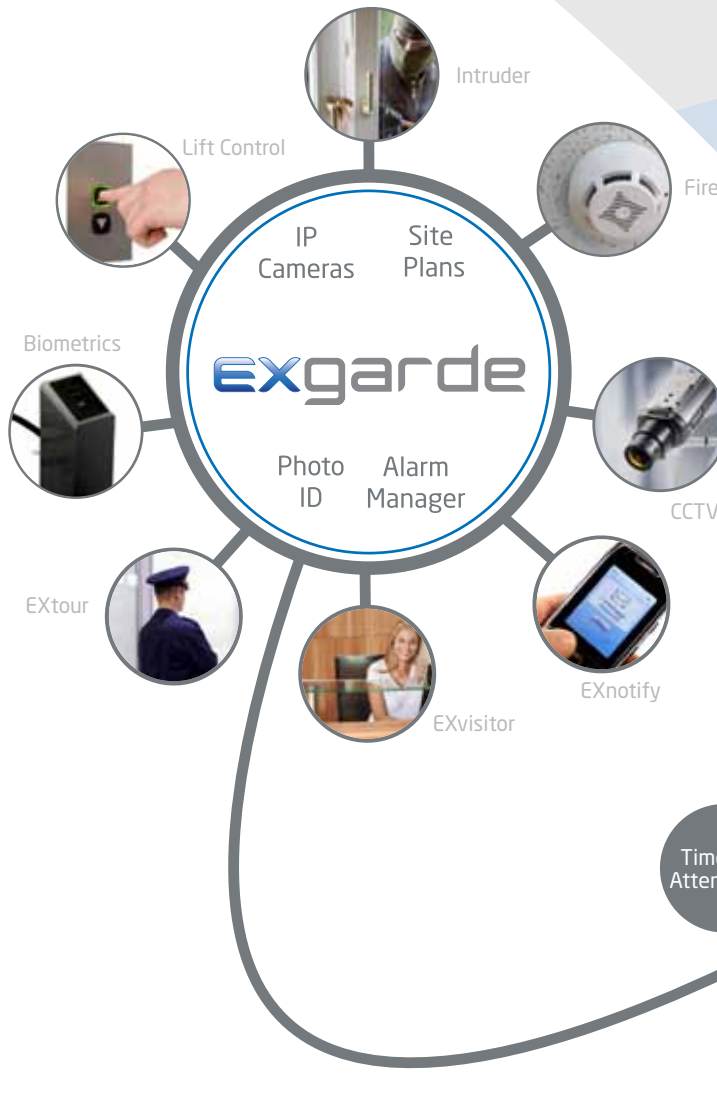 Intruder
Lift Control
Fire
IP
Cameras
Site
Plans
Biometrics
EXgarde
Photo
ID
Alarm
Manager
CCTV
EXtour
EXnotify
EXvisitor